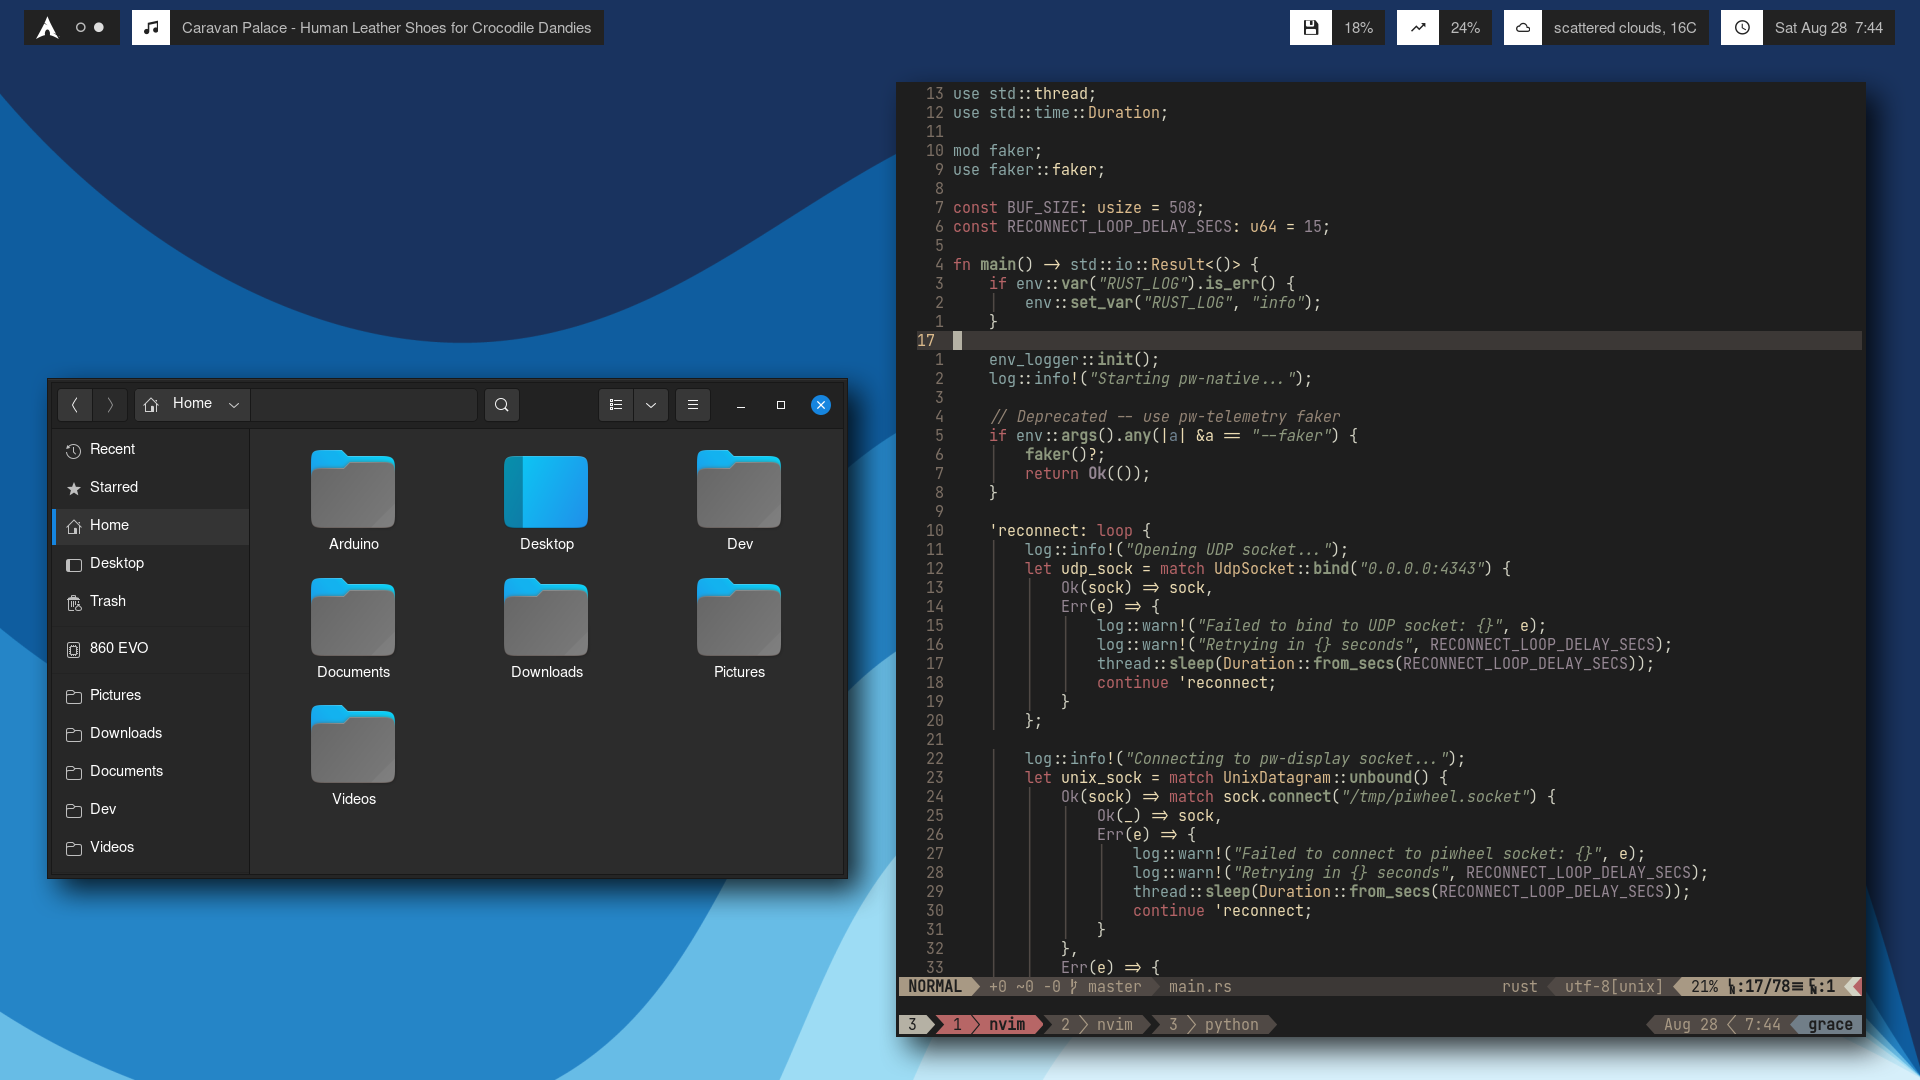 Caravan Palace - Human Leather Shoes for Crocodile Dandies
18%
24%
scattered clouds, 16C
Sat Aug 28 7:44
Home
Recent
Starred
Home
Desktop
Trash
860 EVO
Pictures
Downloads
Documents
Dev
Videos
Arduino
Desktop
Dev
Documents
Downloads
Pictures
Videos
13 use std::thread;
12 use std::time::Duration;
11
10 mod faker;
9 use faker::faker;
8
7 const BUF_SIZE: usize = 508;
6 const RECONNECT_LOOP_DELAY_SECS: u64 = 15;
5
4 fn main() -> std::io::Result<()> {
3 if env::var("RUST_LOG").is_err() {
2 env::set_var("RUST_LOG", "info");
1 }
17
1 env_logger::init();
2 log::info!("Starting pw-native...");
3
4 // Deprecated -- use pw-telemetry faker
5 if env::args().any(|a| &a == "--faker") {
6 faker()?;
7 return Ok(());
8 }
9
10 'reconnect: loop {
11 log::info!("Opening UDP socket...");
12 let udp_sock = match UdpSocket::bind("0.0.0.0:4343") {
13 Ok(sock) => sock,
14 Err(e) => {
15 log::warn!("Failed to bind to UDP socket: {}", e);
16 log::warn!("Retrying in {} seconds", RECONNECT_LOOP_DELAY_SECS);
17 thread::sleep(Duration::from_secs(RECONNECT_LOOP_DELAY_SECS));
18 continue 'reconnect;
19 }
20 };
21
22 log::info!("Connecting to pw-display socket...");
23 let unix_sock = match UnixDatagram::unbound() {
24 Ok(sock) => match sock.connect("/tmp/piwheel.socket") {
25 Ok(_) => sock,
26 Err(e) => {
27 log::warn!("Failed to connect to piwheel socket: {}", e);
28 log::warn!("Retrying in {} seconds", RECONNECT_LOOP_DELAY_SECS);
29 thread::sleep(Duration::from_secs(RECONNECT_LOOP_DELAY_SECS));
30 continue 'reconnect;
31 }
32 },
33 Err(e) => {
NORMAL +0 ~0 -0 master main.rs rust utf-8[unix] 21% :17/78 :1
3 1 nvim 2 nvim 3 python Aug 28 7:44 grace